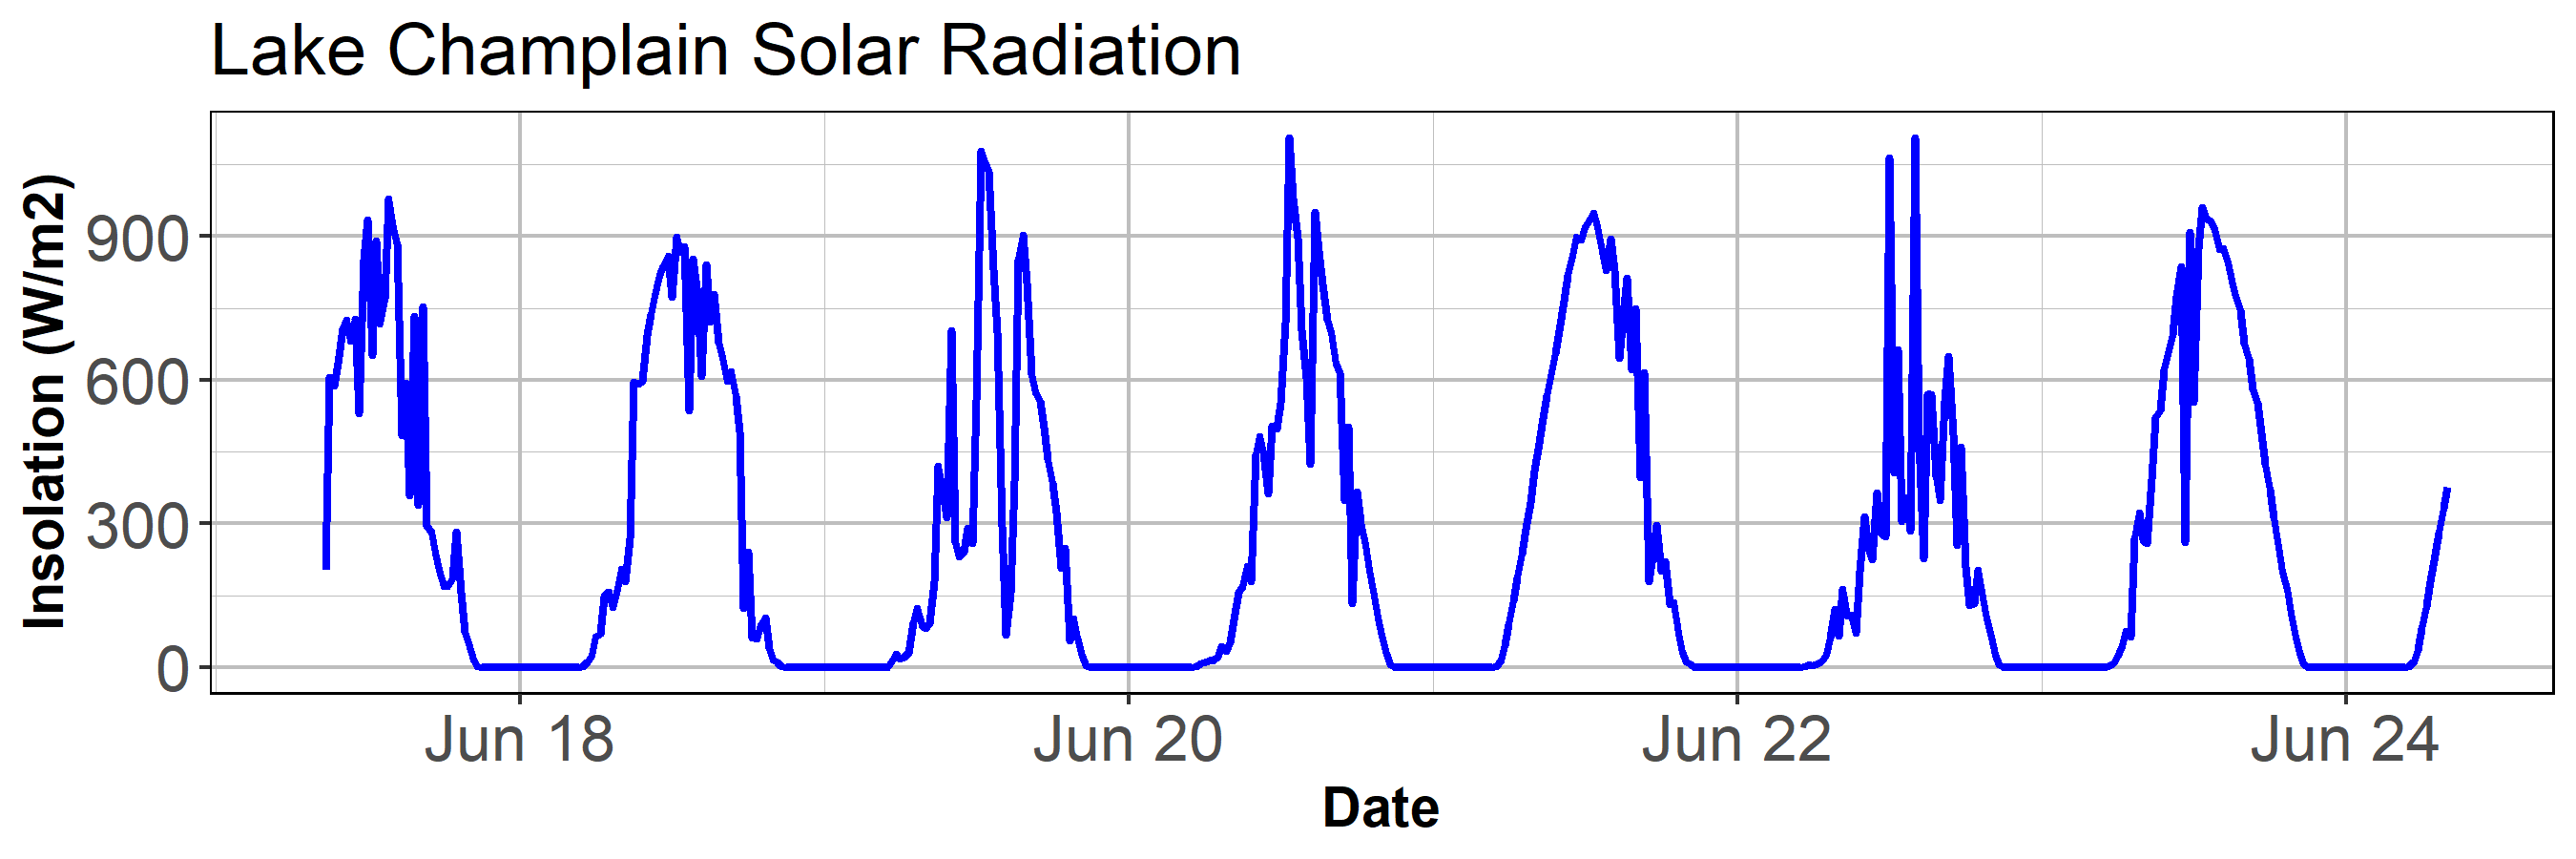 Lake Champlain Solar Radiation
Insolation (W/m2)
900
600
300
0
Jun 18 Jun 20 Jun 22 Jun 24
Date